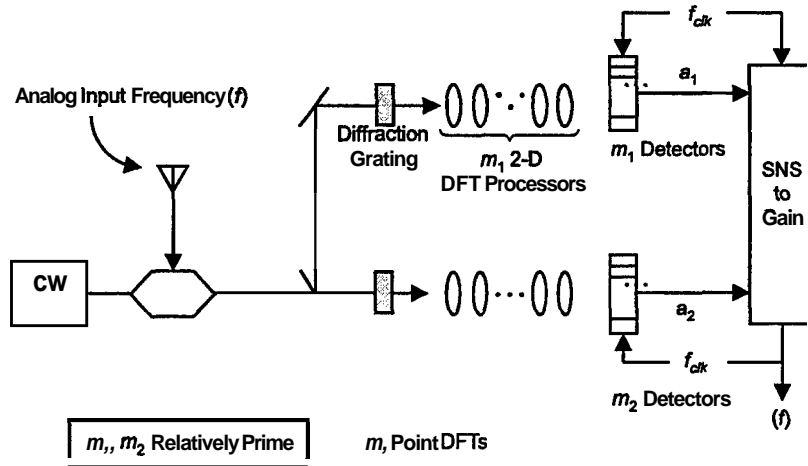 f_clk
Analog Input Frequency (f)
a₁
Diffraction
Grating
m₁ 2-D
DFT Processors
m₁ Detectors
SNS
to
Gain
CW
a₂
f_clk
m₂ Detectors
(f)
m,, m₂ Relatively Prime
m, Point DFTs